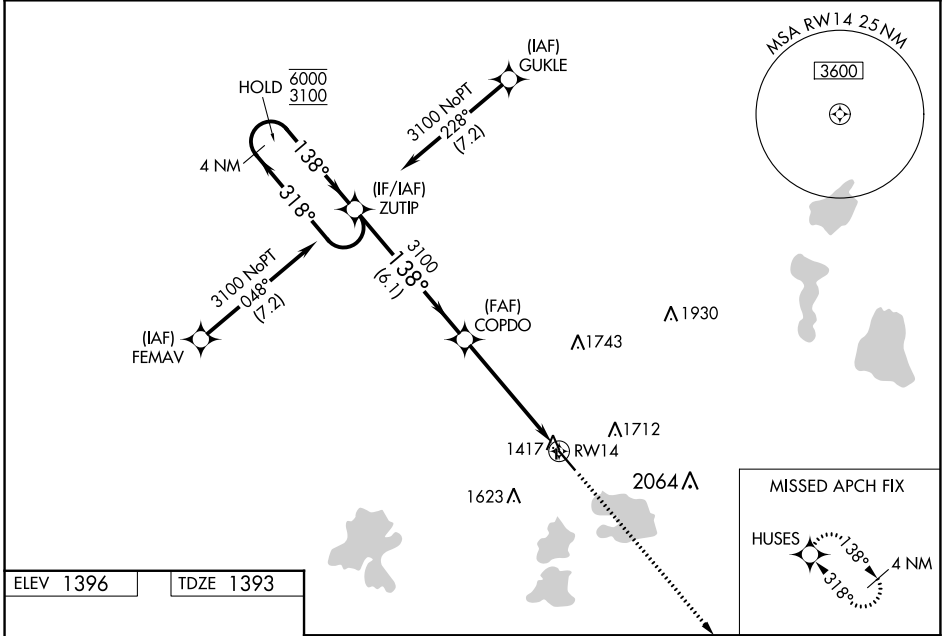 MSA RW14 25 NM
3600
(IAF)
GUKLE
3100 NoPT
228°
(7.2)
HOLD 6000
3100
4 NM
138°
318°
(IF/IAF)
ZUTIP
3100
138°
(6.1)
3100 NoPT
048°
(7.2)
(IAF)
FEMAV
(FAF)
COPDO
1930
1743
1712
1417
RW14
2064
1623
MISSED APCH FIX
HUSES
138°
318°
4 NM
ELEV 1396
TDZE 1393